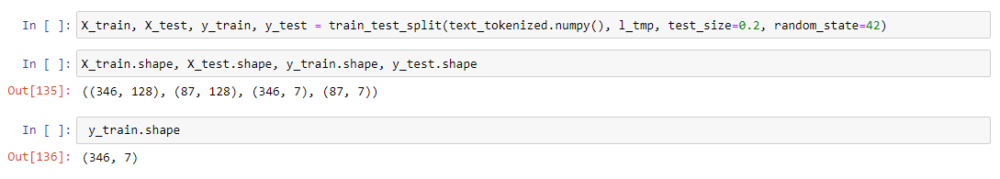 In [ ]: X_train, X_test, y_train, y_test = train_test_split(text_tokenized.numpy(), l_tmp, test_size=0.2, random_state=42)
In [ ]: X_train.shape, X_test.shape, y_train.shape, y_test.shape
Out[135]: ((346, 128), (87, 128), (346, 7), (87, 7))
In [ ]: y_train.shape
Out[136]: (346, 7)